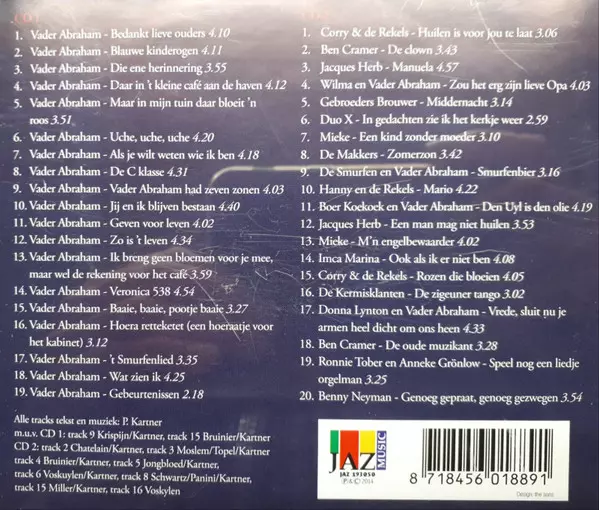 CD 1
1. Vader Abraham - Bedankt lieve ouders 4.10
2. Vader Abraham - Blauwe kinderogen 4.11
3. Vader Abraham - Die ene herinnering 3.55
4. Vader Abraham - Daar in 't kleine café aan de haven 4.12
5. Vader Abraham - Maar in mijn tuin daar bloeit 'n
roos 3.51
6. Vader Abraham - Uche, uche, uche 4.20
7. Vader Abraham - Als je wilt weten wie ik ben 4.18
8. Vader Abraham - De C klasse 4.31
9. Vader Abraham - Vader Abraham had zeven zonen 4.03
10. Vader Abraham - Jij en ik blijven bestaan 4.40
11. Vader Abraham - Geven voor leven 4.02
12. Vader Abraham - Zo is 't leven 4.34
13. Vader Abraham - Ik breng geen bloemen voor je mee,
maar wel de rekening voor het café 3.59
14. Vader Abraham - Veronica 538 4.54
15. Vader Abraham - Baaie, baaie, pootje baaie 3.27
16. Vader Abraham - Hoera retteketet (een hoeraatje voor
het kabinet) 3.12
17. Vader Abraham - 't Smurfenlied 3.35
18. Vader Abraham - Wat zien ik 4.25
19. Vader Abraham - Gebeurtenissen 2.18
Alle tracks tekst en muziek: P. Kartner
m.u.v. CD 1: track 9 Krispijn/Kartner, track 15 Bruinier/Kartner
CD 2: track 2 Chatelain/Kartner, track 3 Moslem/Topel/Kartner
track 4 Bruinier/Kartner, track 5 Jongbloed/Kartner,
track 6 Voskuylen/Kartner, track 8 Schwartz/Panini/Kartner,
track 15 Miller/Kartner, track 16 Voskylen
1. Corry & de Rekels - Huilen is voor jou te laat 3.06
2. Ben Cramer - De clown 3.43
3. Jacques Herb - Manuela 4.57
4. Wilma en Vader Abraham - Zou het erg zijn lieve Opa 4.03
5. Gebroeders Brouwer - Middernacht 3.14
6. Duo X - In gedachten zie ik het kerkje weer 2.59
7. Mieke - Een kind zonder moeder 3.10
8. De Makkers - Zomerzon 3.42
9. De Smurfen en Vader Abraham - Smurfenbier 3.16
10. Hanny en de Rekels - Mario 4.22
11. Boer Koekoek en Vader Abraham - Den Uyl is den olie 4.19
12. Jacques Herb - Een man mag niet huilen 3.53
13. Mieke - M'n engelbewaarder 4.02
14. Imca Marina - Ook als ik er niet ben 4.08
15. Corry & de Rekels - Rozen die bloeien 4.05
16. De Kermisklanten - De zigeuner tango 3.02
17. Donna Lynton en Vader Abraham - Vrede, sluit nu je
armen heel dicht om ons heen 4.33
18. Ben Cramer - De oude muzikant 3.28
19. Ronnie Tober en Anneke Grönlow - Speel nog een liedje
orgelman 3.25
20. Benny Neyman - Genoeg gepraat, genoeg gezwegen 3.54
JAZ MUSIC
JAZ 593050
℗ & © 2014
8 718456 018891
Design: the saint